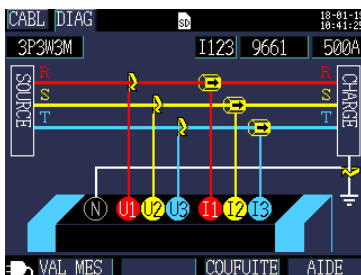 CABL DIAG SD 18-01-1
10:41:25
3P3W3M I123 9661 500A
R R
S S
T T
SOURCE CHARGE
N U1 U2 U3 I1 I2 I3
VAL MES COUFUITE AIDE